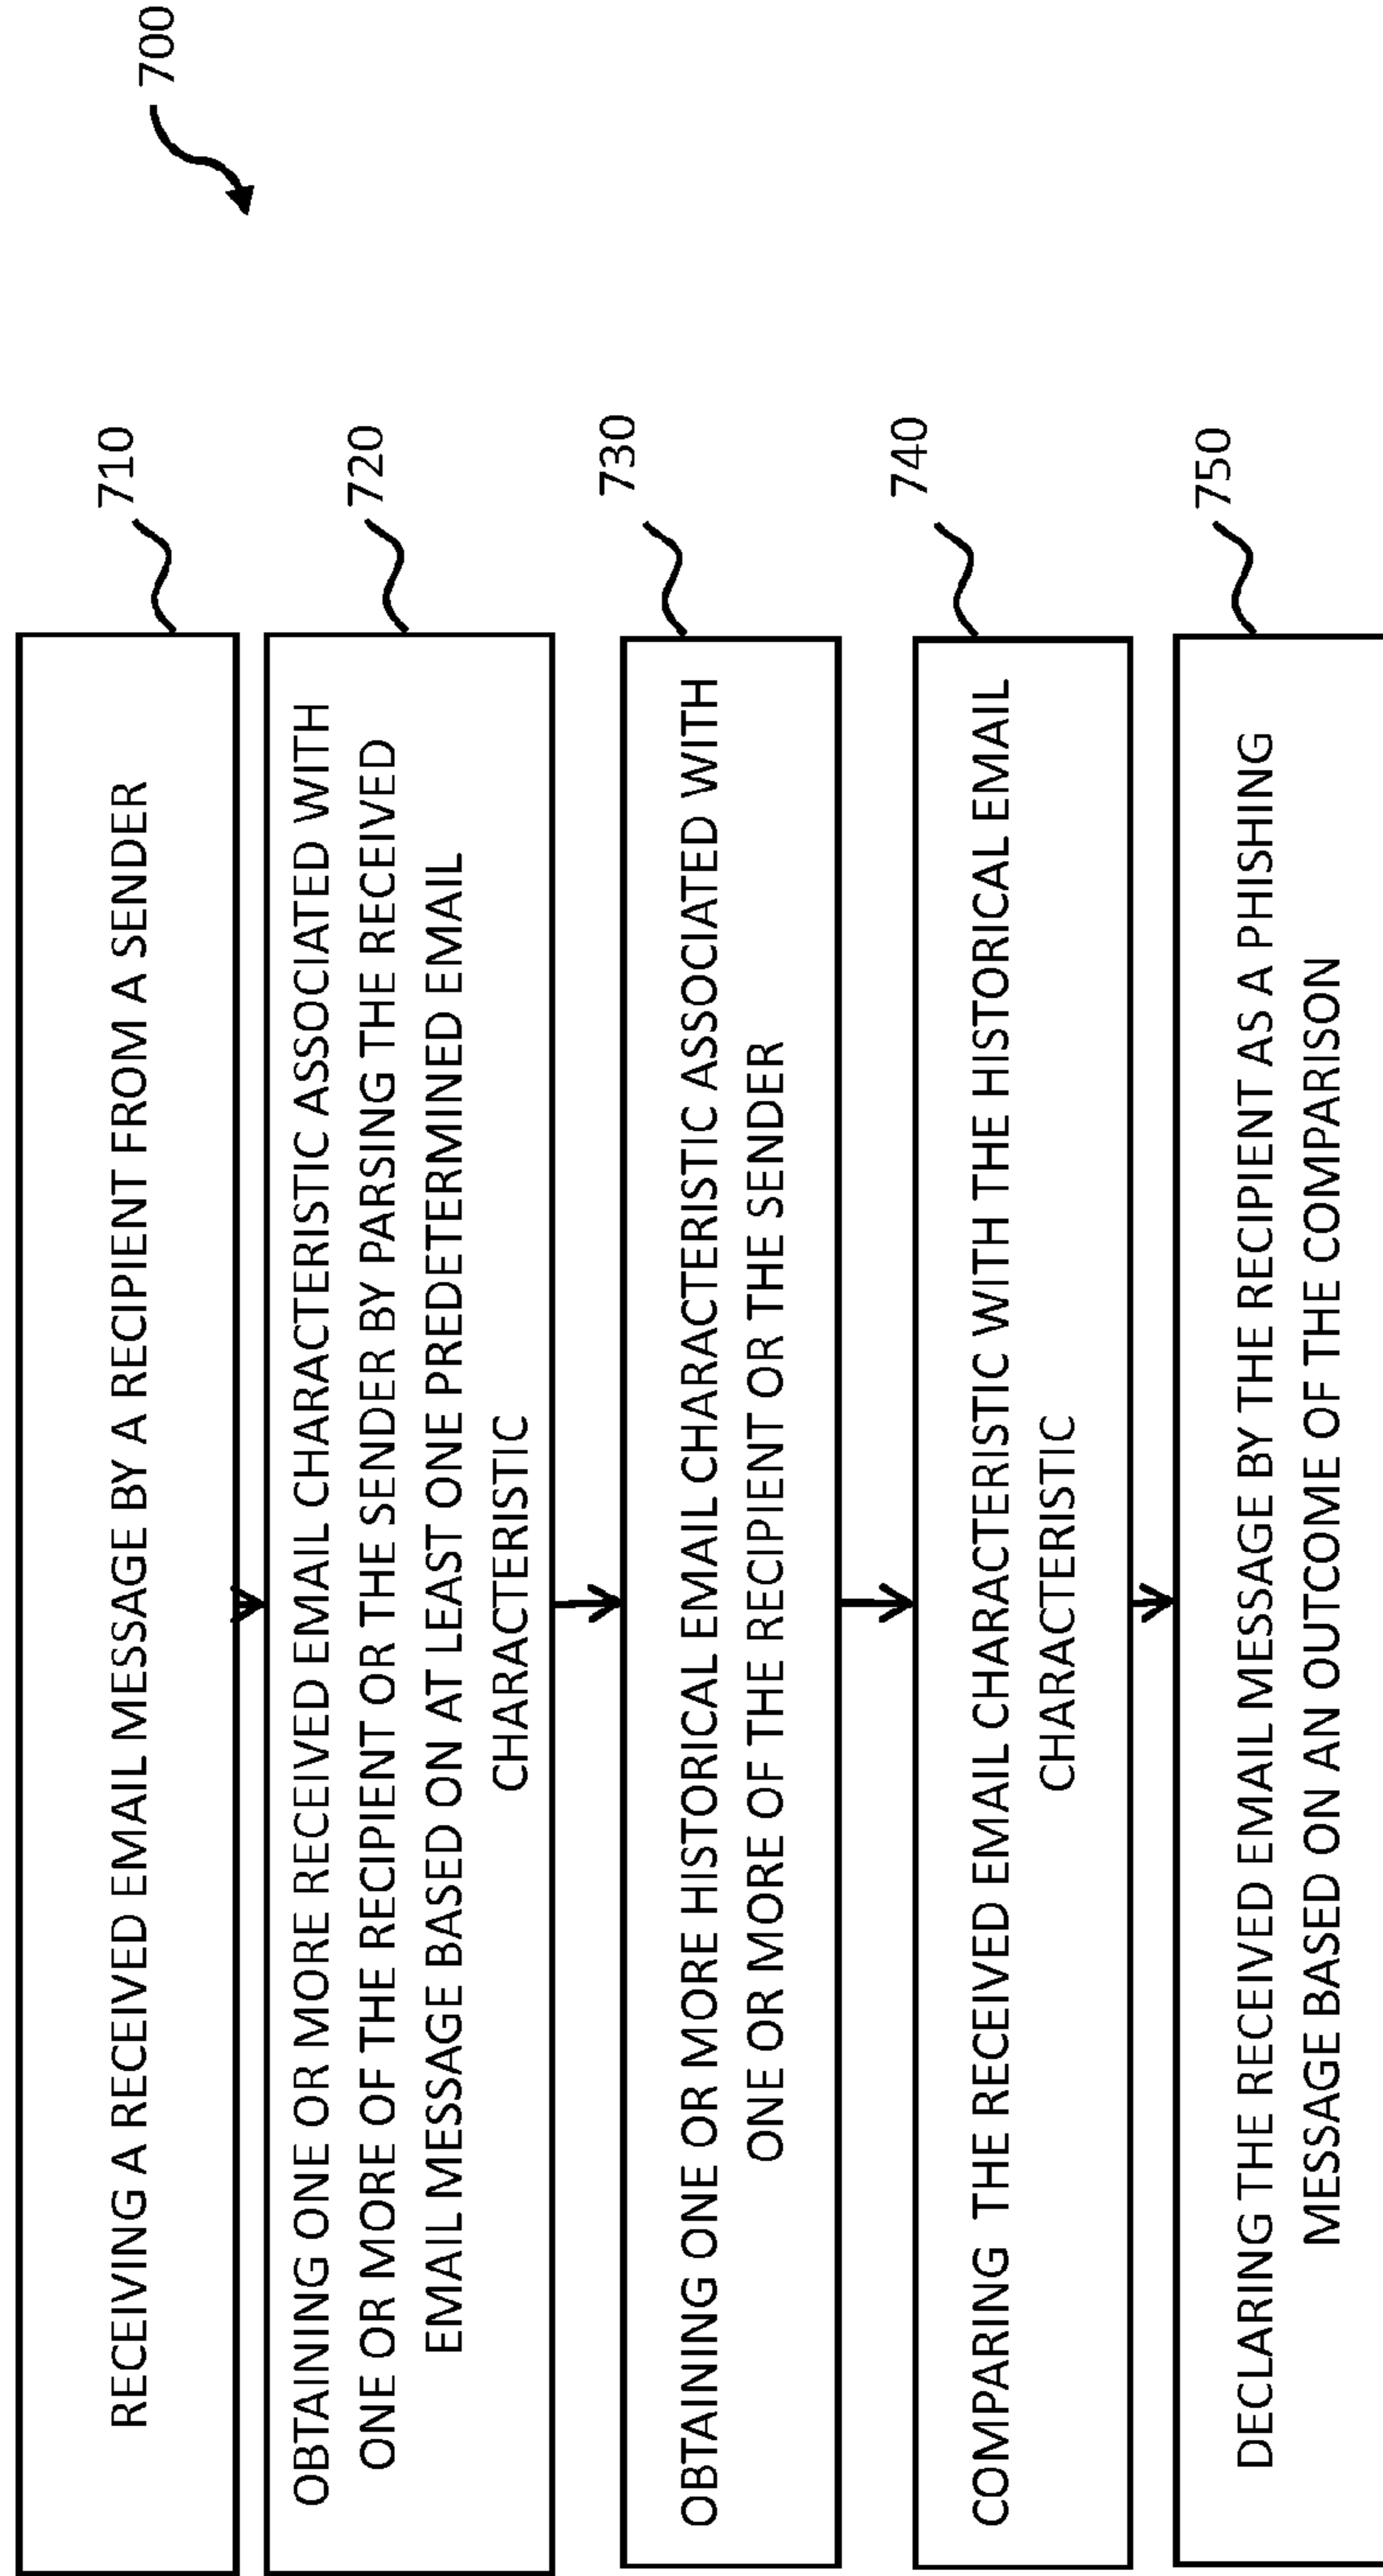 700
710
RECEIVING A RECEIVED EMAIL MESSAGE BY A RECIPIENT FROM A SENDER
720
OBTAINING ONE OR MORE RECEIVED EMAIL CHARACTERISTIC ASSOCIATED WITH
ONE OR MORE OF THE RECIPIENT OR THE SENDER BY PARSING THE RECEIVED
EMAIL MESSAGE BASED ON AT LEAST ONE PREDETERMINED EMAIL
CHARACTERISTIC
730
OBTAINING ONE OR MORE HISTORICAL EMAIL CHARACTERISTIC ASSOCIATED WITH
ONE OR MORE OF THE RECIPIENT OR THE SENDER
740
COMPARING THE RECEIVED EMAIL CHARACTERISTIC WITH THE HISTORICAL EMAIL
CHARACTERISTIC
750
DECLARING THE RECEIVED EMAIL MESSAGE BY THE RECIPIENT AS A PHISHING
MESSAGE BASED ON AN OUTCOME OF THE COMPARISON